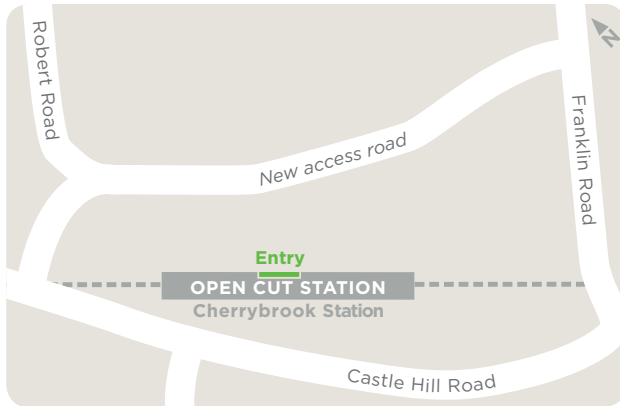 Robert Road
N
Franklin Road
New access road
Entry
OPEN CUT STATION
Cherrybrook Station
Castle Hill Road